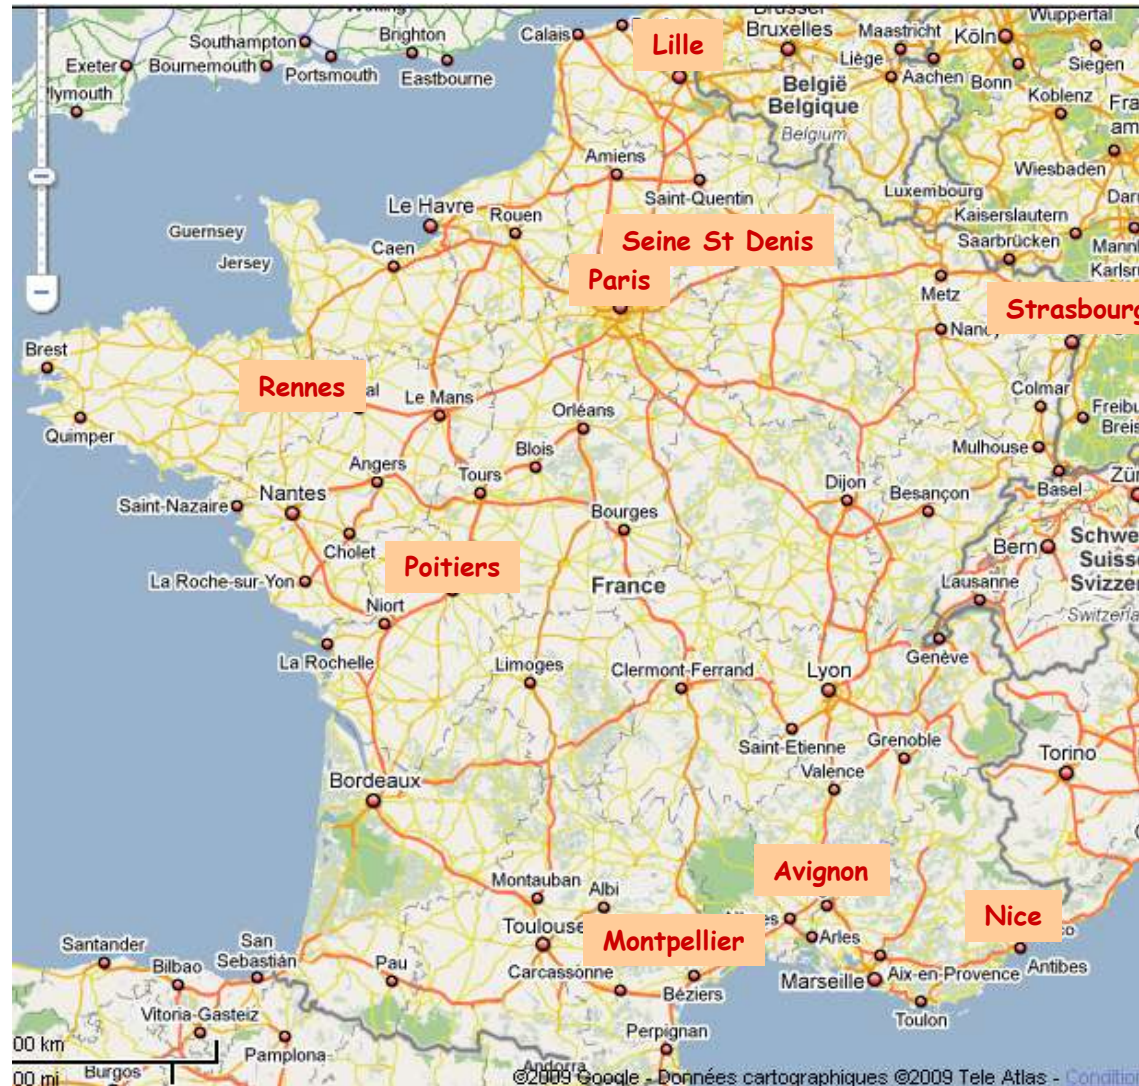 Southampton
Brighton
Calais
Lille
Bruxelles
Maastricht
Köln
Wuppertal
Exeter
Bournemouth
Portsmouth
Eastbourne
Liège
Aachen
Bonn
Siegen
België
Belgique
Belgium
Koblenz
Amiens
Saint-Quentin
Wiesbaden
Luxembourg
Le Havre
Rouen
Kaiserslautern
Guernsey
Seine St Denis
Saarbrücken
Jersey
Caen
Paris
Metz
Strasbourg
Brest
Rennes
Le Mans
Orléans
Colmar
Quimper
Blois
Mulhouse
Angers
Tours
Saint-Nazaire
Nantes
Dijon
Besançon
Basel
Bourges
Cholet
Bern
Poitiers
La Roche-sur-Yon
France
Lausanne
Niort
La Rochelle
Limoges
Clermont-Ferrand
Lyon
Genève
Saint-Etienne
Grenoble
Torino
Bordeaux
Valence
Avignon
Montauban
Albi
Nice
Toulouse
Montpellier
Arles
Santander
San
Sebastián
Bilbao
Pau
Carcassonne
Béziers
Marseille
Aix-en-Provence
Antibes
Vitoria-Gasteiz
Toulon
Perpignan
00 km
Pamplona
Andorra
00 mi
Burgos
©2009 Google - Données cartographiques ©2009 Tele Atlas -